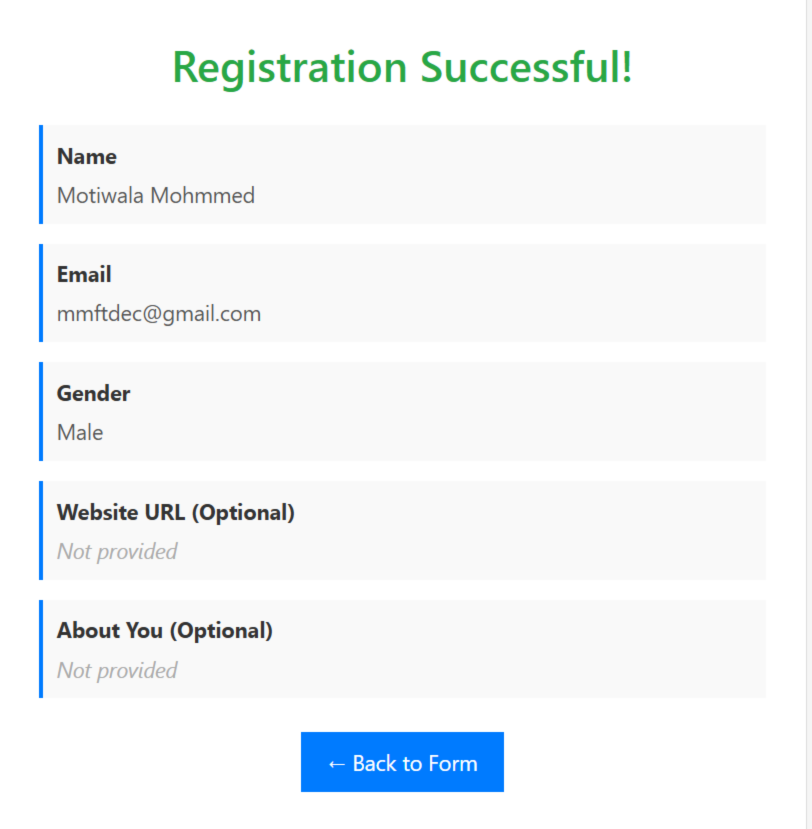 Registration Successful!
Name
Motiwala Mohmmed
Email
mmftdec@gmail.com
Gender
Male
Website URL (Optional)
Not provided
About You (Optional)
Not provided
← Back to Form